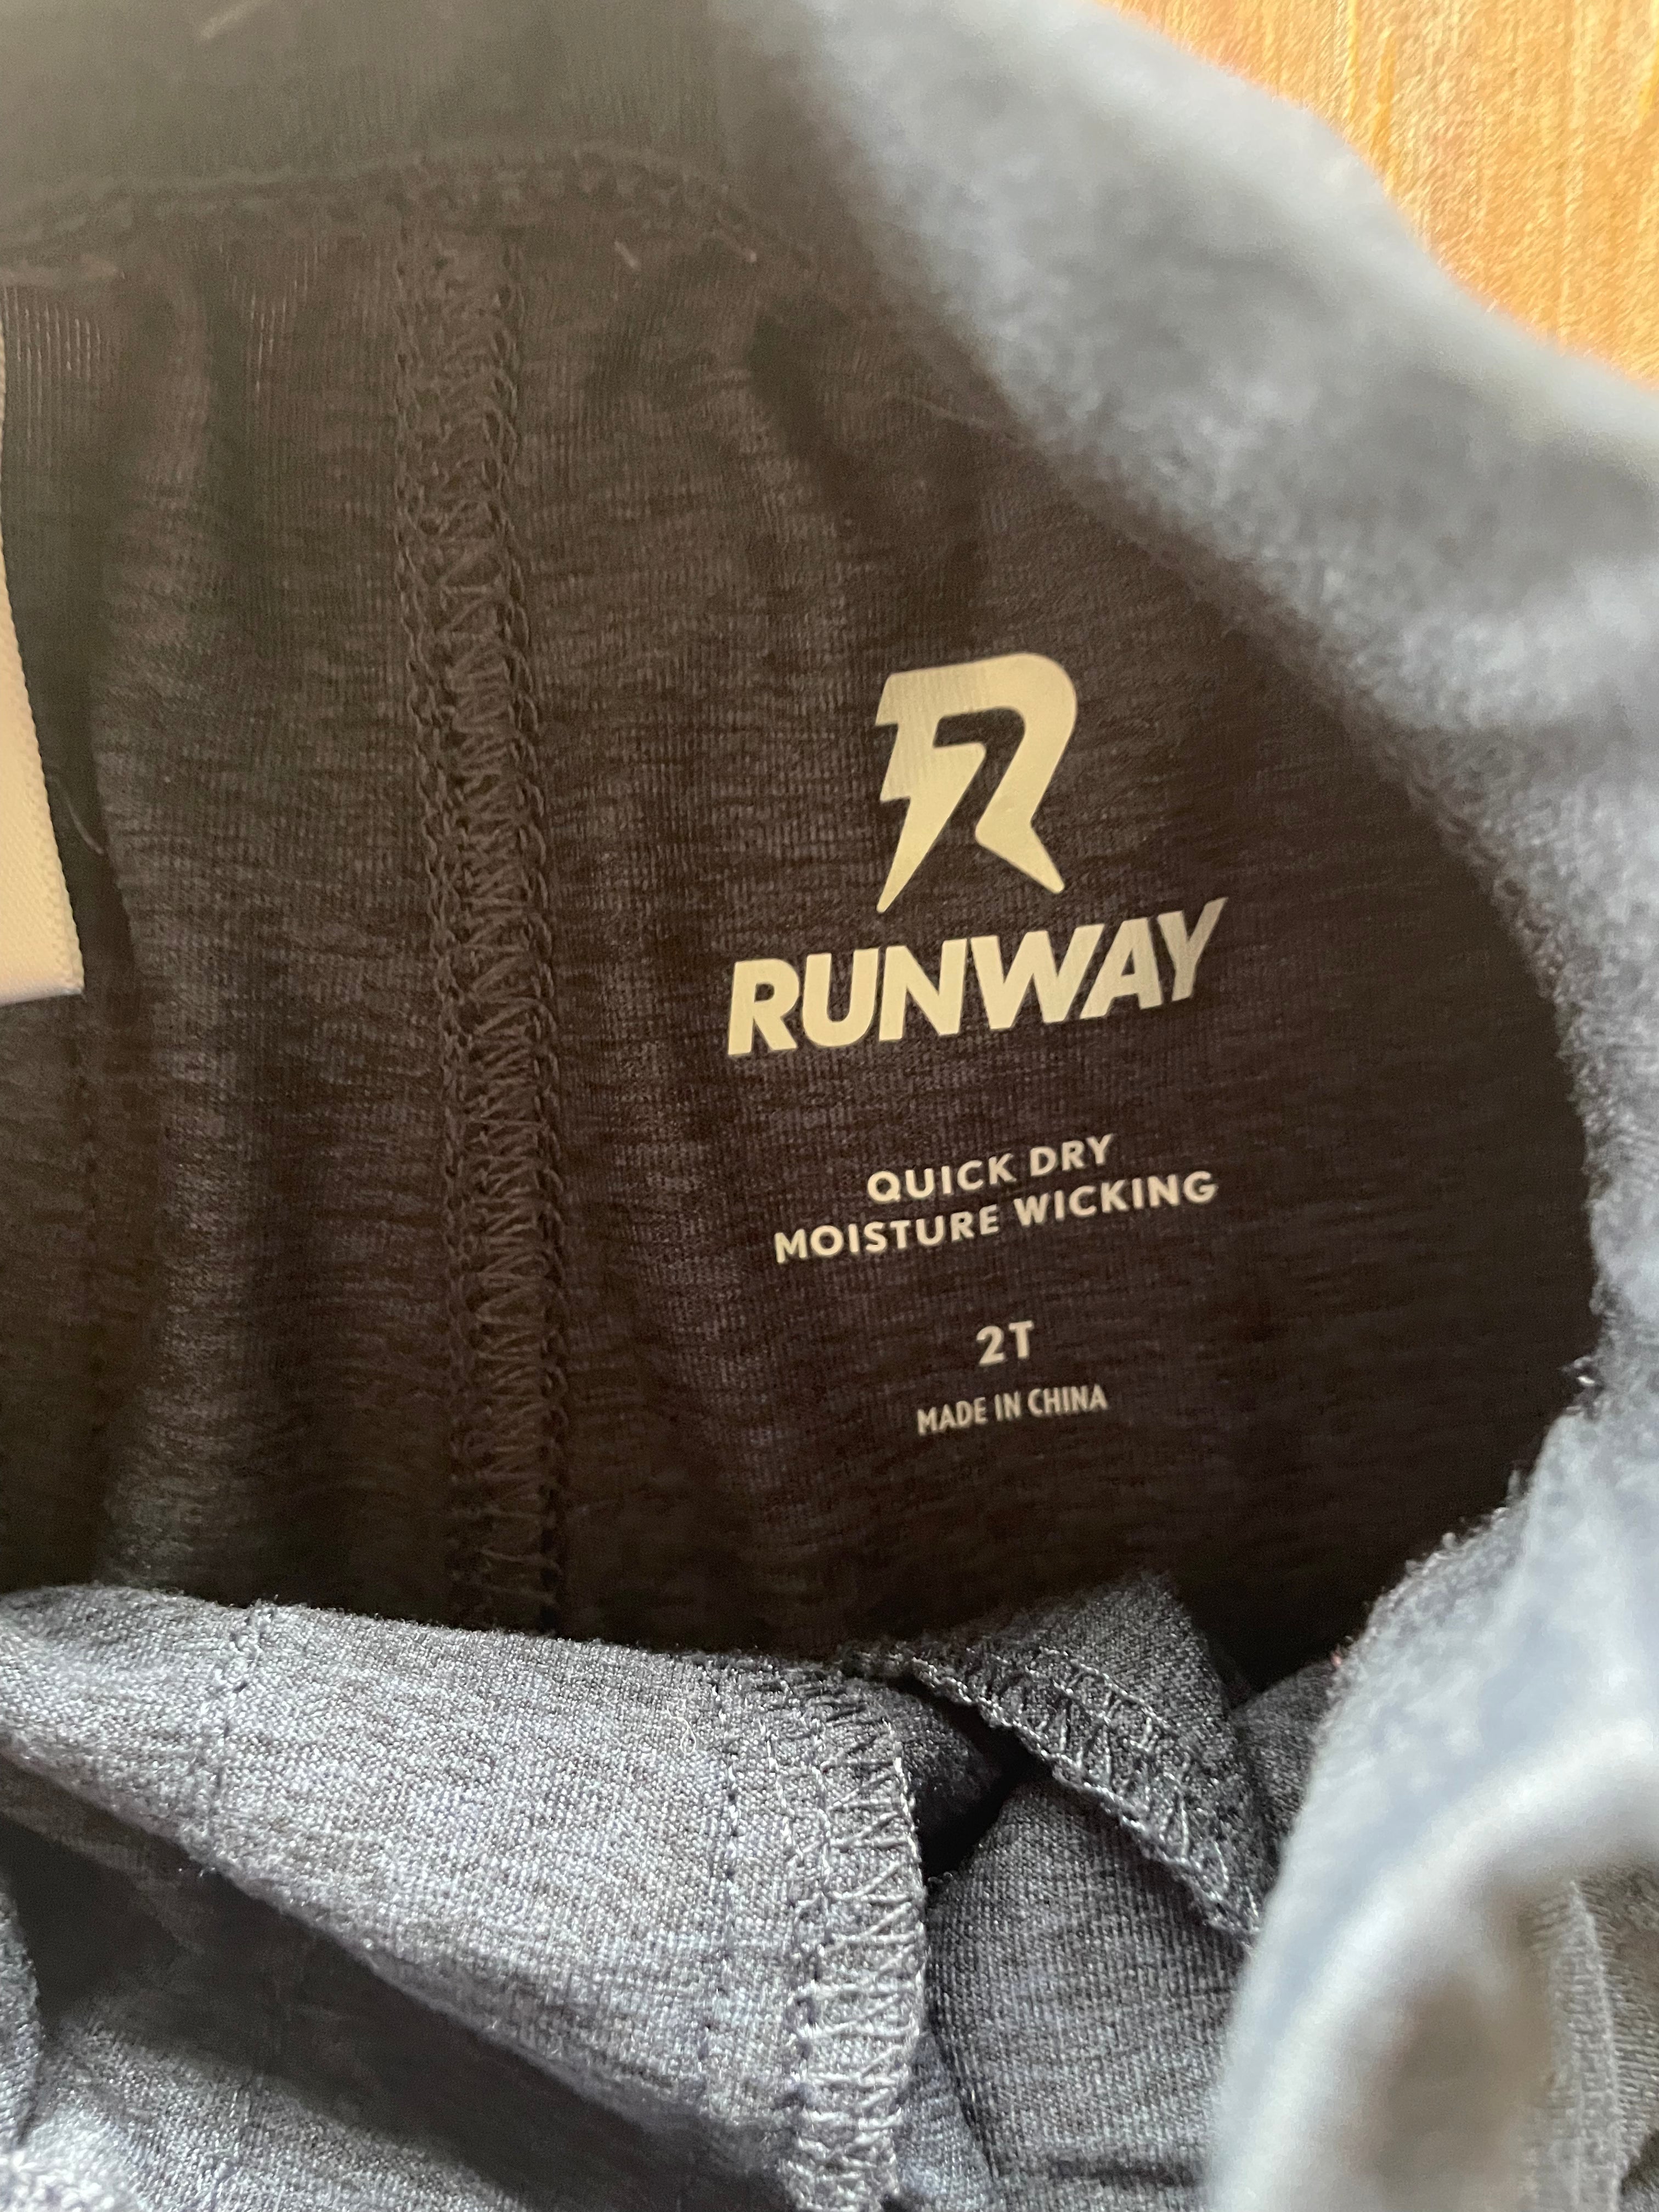 R
RUNWAY
QUICK DRY
MOISTURE WICKING
2T
MADE IN CHINA